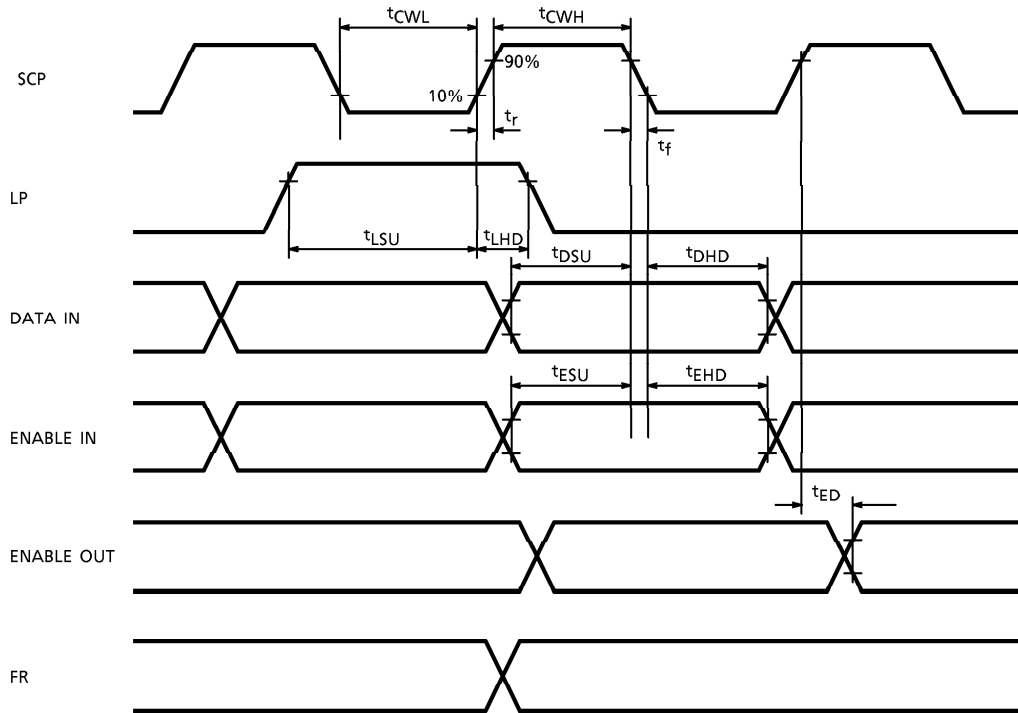 tCWL
tCWH
SCP
90%
10%
tr
tf
LP
tLSU
tLHD
tDSU
tDHD
DATA IN
tESU
tEHD
ENABLE IN
tED
ENABLE OUT
FR